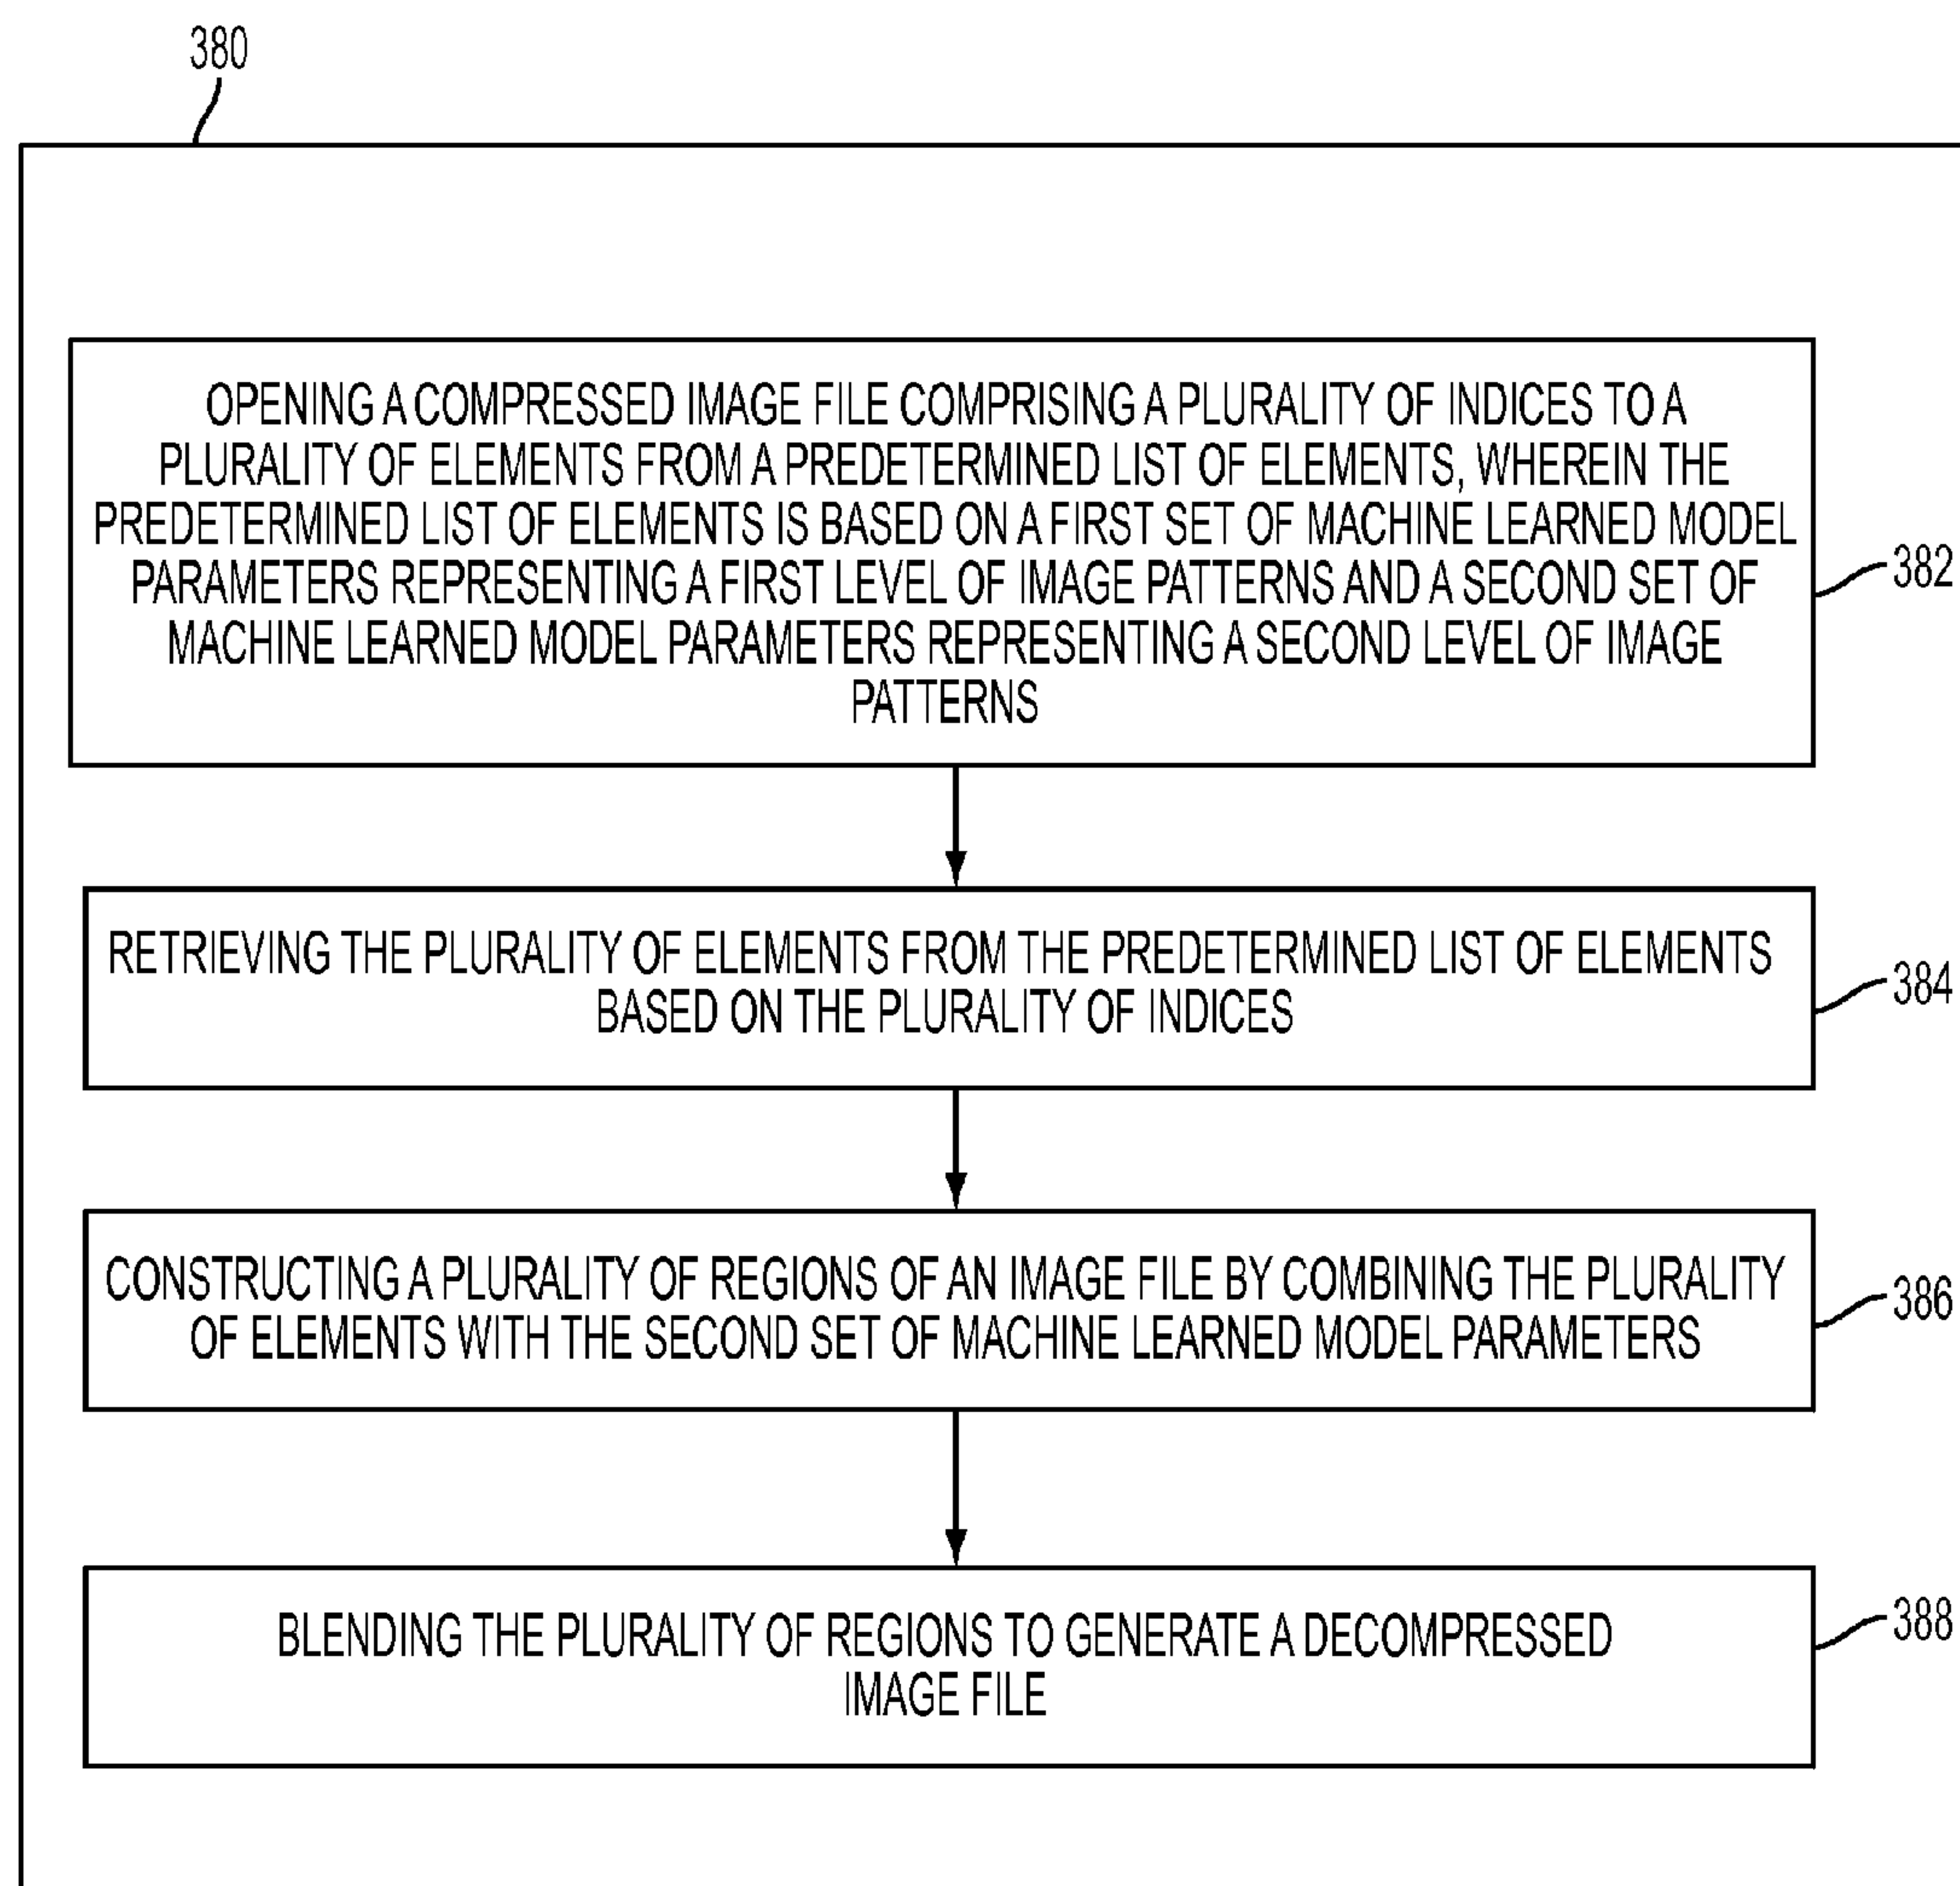 380
OPENING A COMPRESSED IMAGE FILE COMPRISING A PLURALITY OF INDICES TO A
PLURALITY OF ELEMENTS FROM A PREDETERMINED LIST OF ELEMENTS, WHEREIN THE
PREDETERMINED LIST OF ELEMENTS IS BASED ON A FIRST SET OF MACHINE LEARNED MODEL
PARAMETERS REPRESENTING A FIRST LEVEL OF IMAGE PATTERNS AND A SECOND SET OF
MACHINE LEARNED MODEL PARAMETERS REPRESENTING A SECOND LEVEL OF IMAGE
PATTERNS
382
RETRIEVING THE PLURALITY OF ELEMENTS FROM THE PREDETERMINED LIST OF ELEMENTS
BASED ON THE PLURALITY OF INDICES
384
CONSTRUCTING A PLURALITY OF REGIONS OF AN IMAGE FILE BY COMBINING THE PLURALITY
OF ELEMENTS WITH THE SECOND SET OF MACHINE LEARNED MODEL PARAMETERS
386
BLENDING THE PLURALITY OF REGIONS TO GENERATE A DECOMPRESSED
IMAGE FILE
388